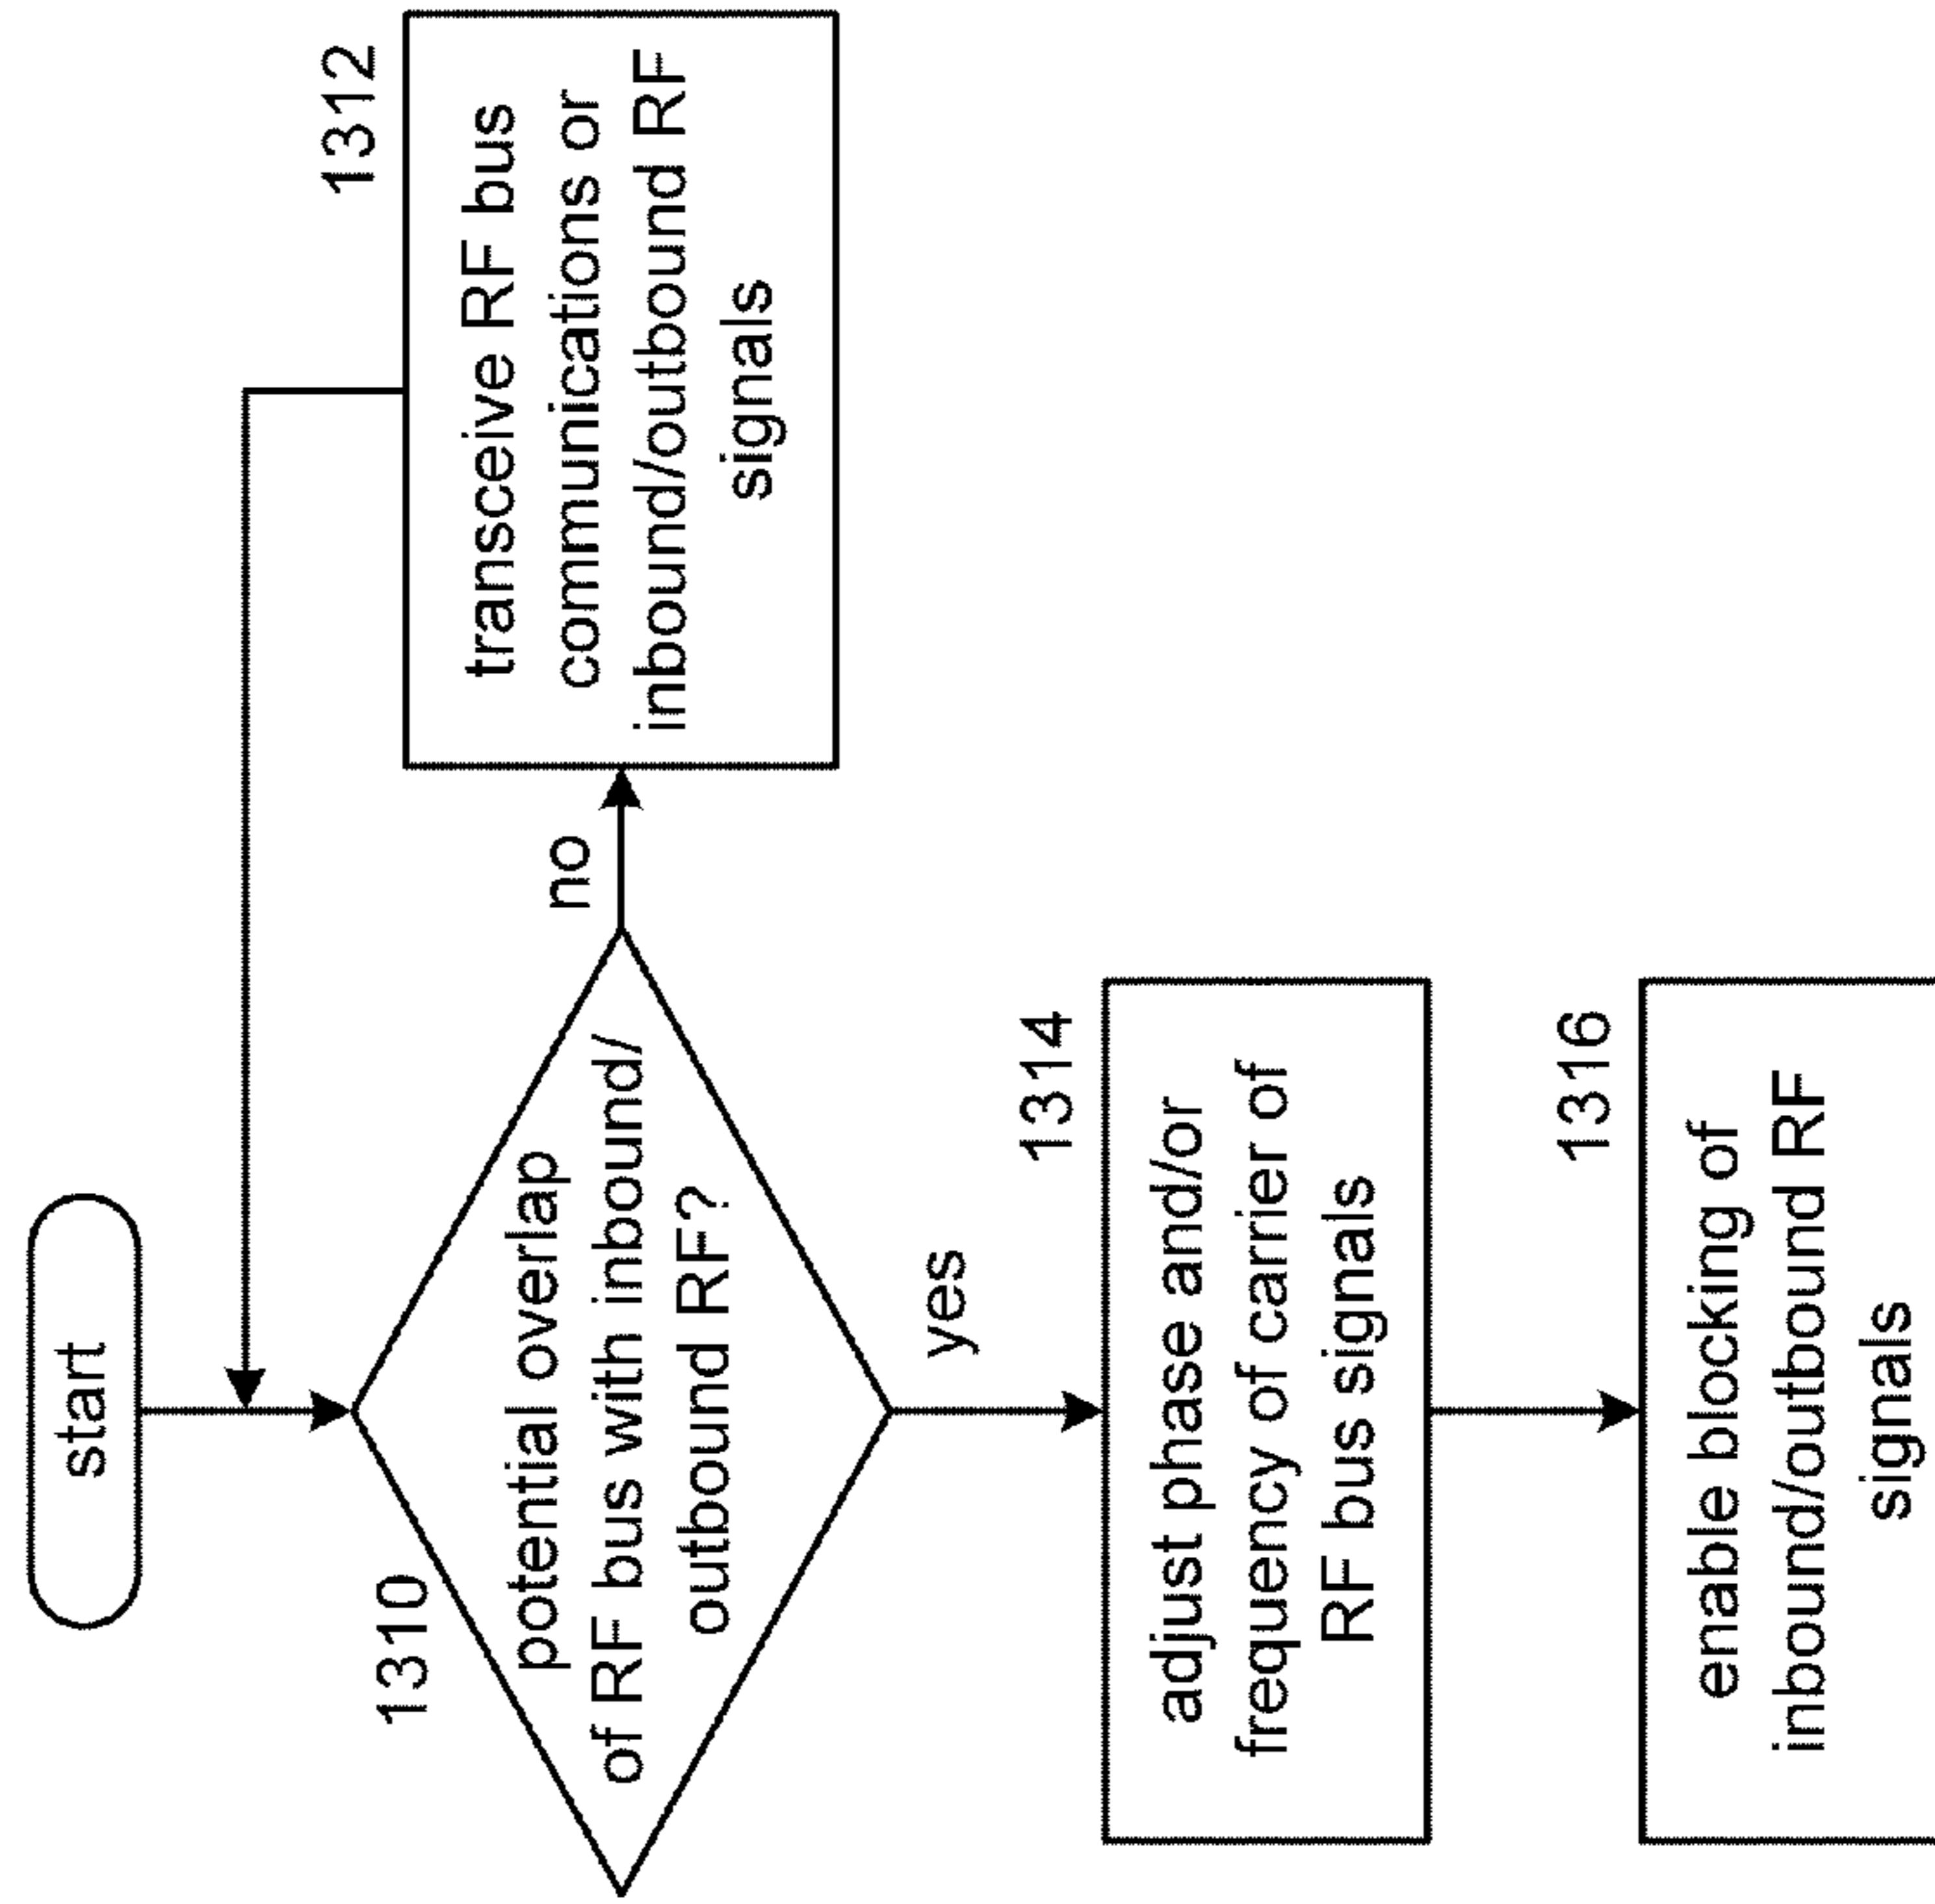 start
1310
potential overlap
of RF bus with inbound/
outbound RF?
no
1312
transceive RF bus
communications or
inbound/outbound RF
signals
yes
1314
adjust phase and/or
frequency of carrier of
RF bus signals
1316
enable blocking of
inbound/outbound RF
signals